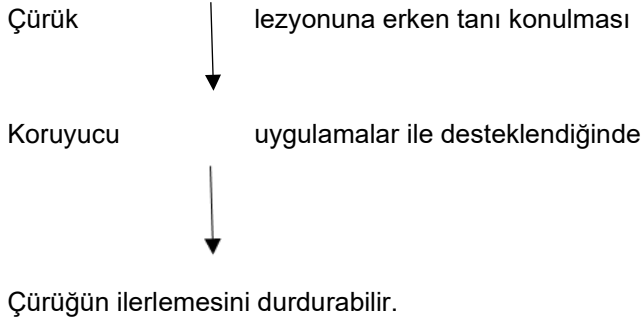 Çürük lezyonuna erken tanı konulması
Koruyucu uygulamalar ile desteklendiğinde
Çürüğün ilerlemesini durdurabilir.